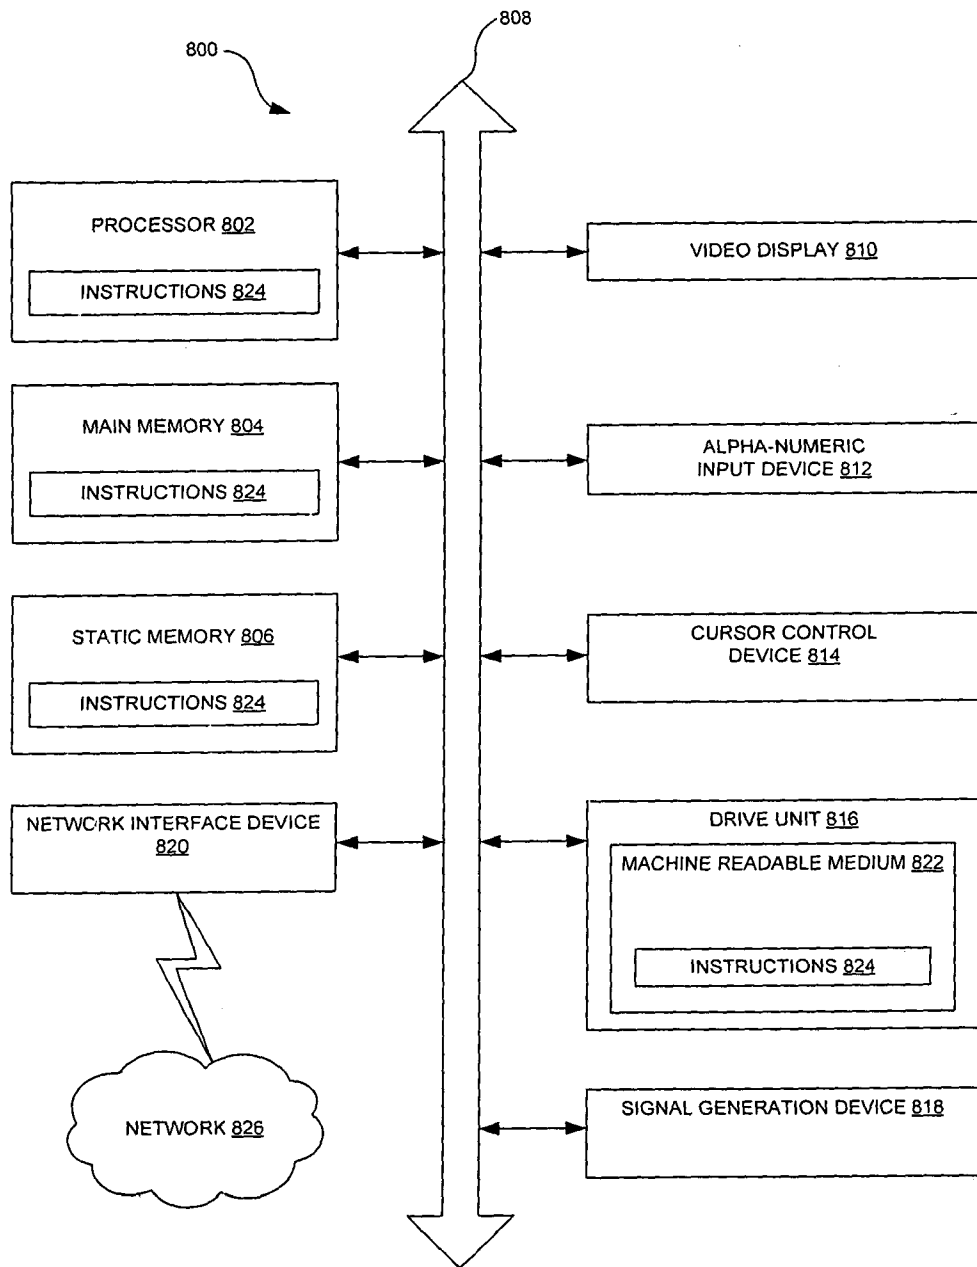 808
800
PROCESSOR 802
INSTRUCTIONS 824
MAIN MEMORY 804
INSTRUCTIONS 824
STATIC MEMORY 806
INSTRUCTIONS 824
NETWORK INTERFACE DEVICE
820
NETWORK 826
VIDEO DISPLAY 810
ALPHA-NUMERIC
INPUT DEVICE 812
CURSOR CONTROL
DEVICE 814
DRIVE UNIT 816
MACHINE READABLE MEDIUM 822
INSTRUCTIONS 824
SIGNAL GENERATION DEVICE 818